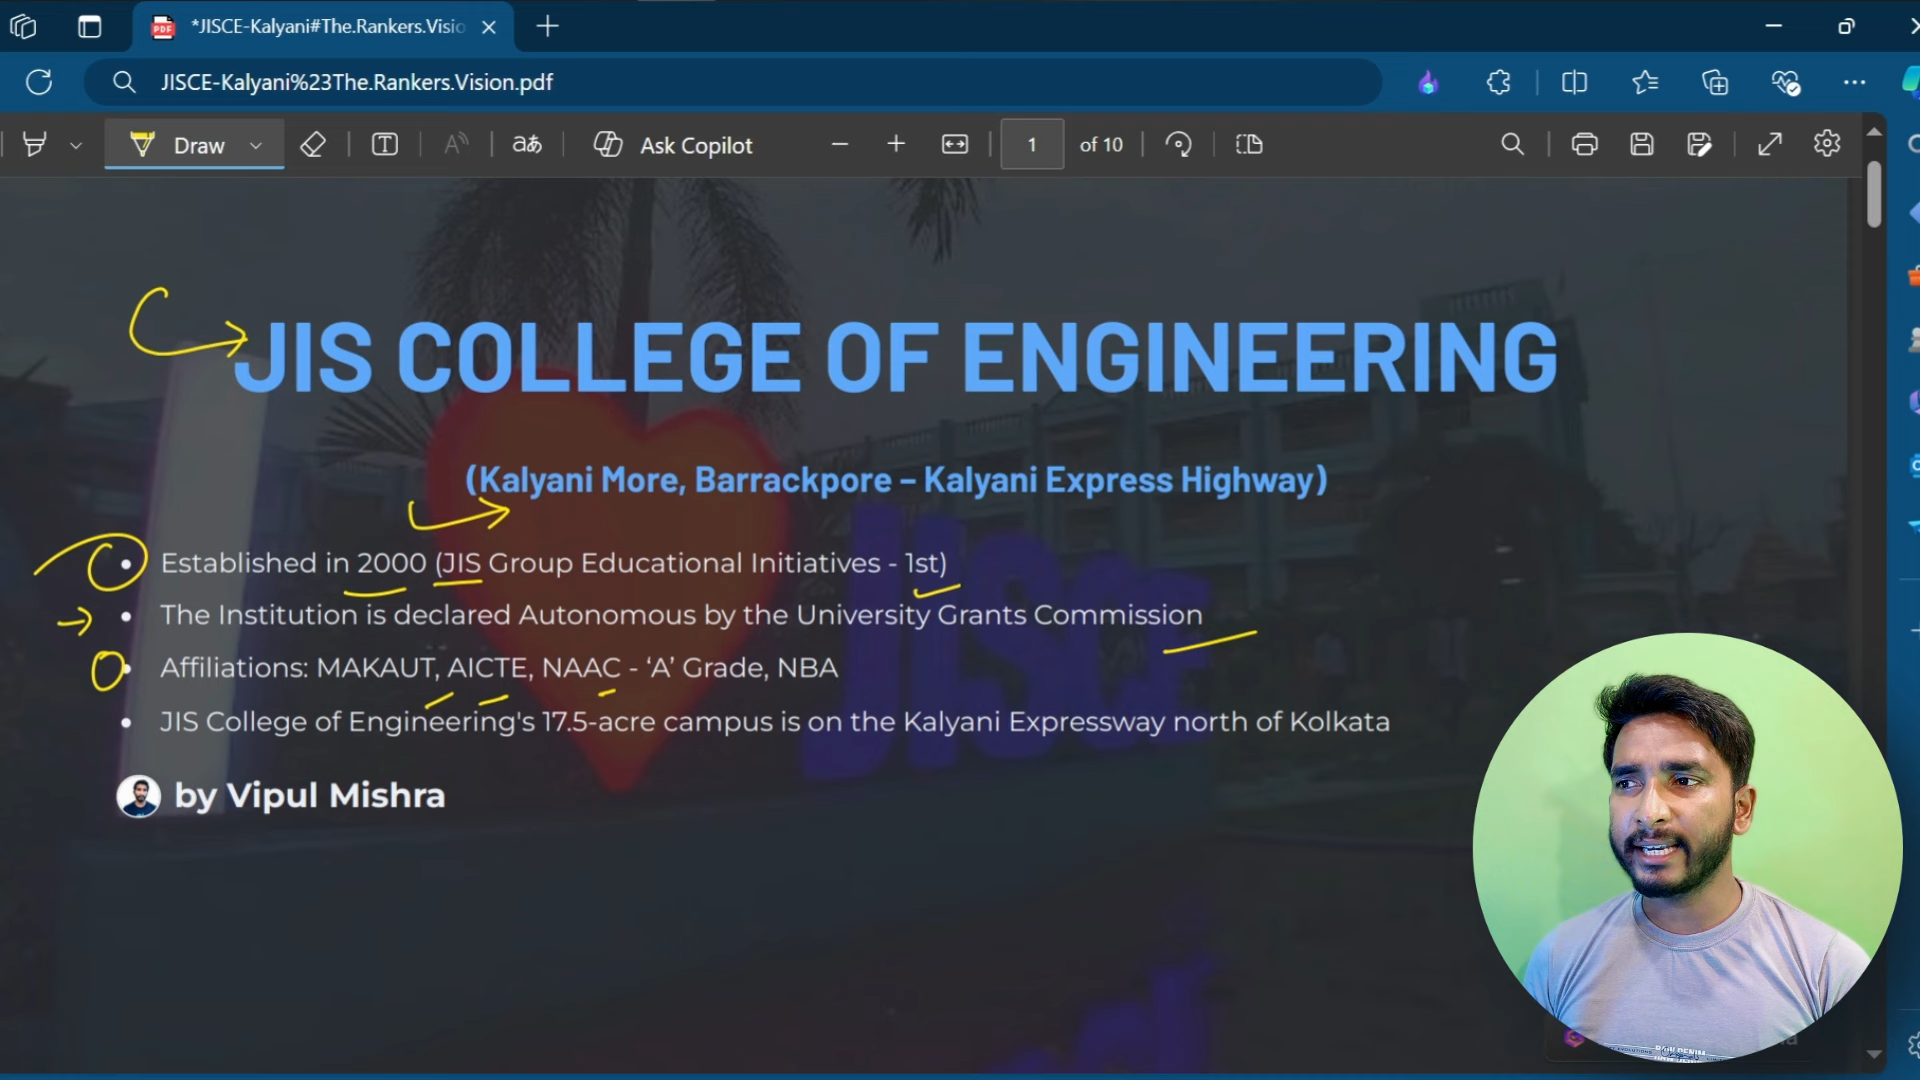 *JISCE-Kalyani#The.Rankers.Visio
JISCE-Kalyani%23The.Rankers.Vision.pdf
Draw
aあ
Ask Copilot
1 of 10
JIS COLLEGE OF ENGINEERING
(Kalyani More, Barrackpore – Kalyani Express Highway)
• Established in 2000 (JIS Group Educational Initiatives - 1st)
• The Institution is declared Autonomous by the University Grants Commission
• Affiliations: MAKAUT, AICTE, NAAC - ‘A’ Grade, NBA
• JIS College of Engineering's 17.5-acre campus is on the Kalyani Expressway north of Kolkata
by Vipul Mishra
JISCE